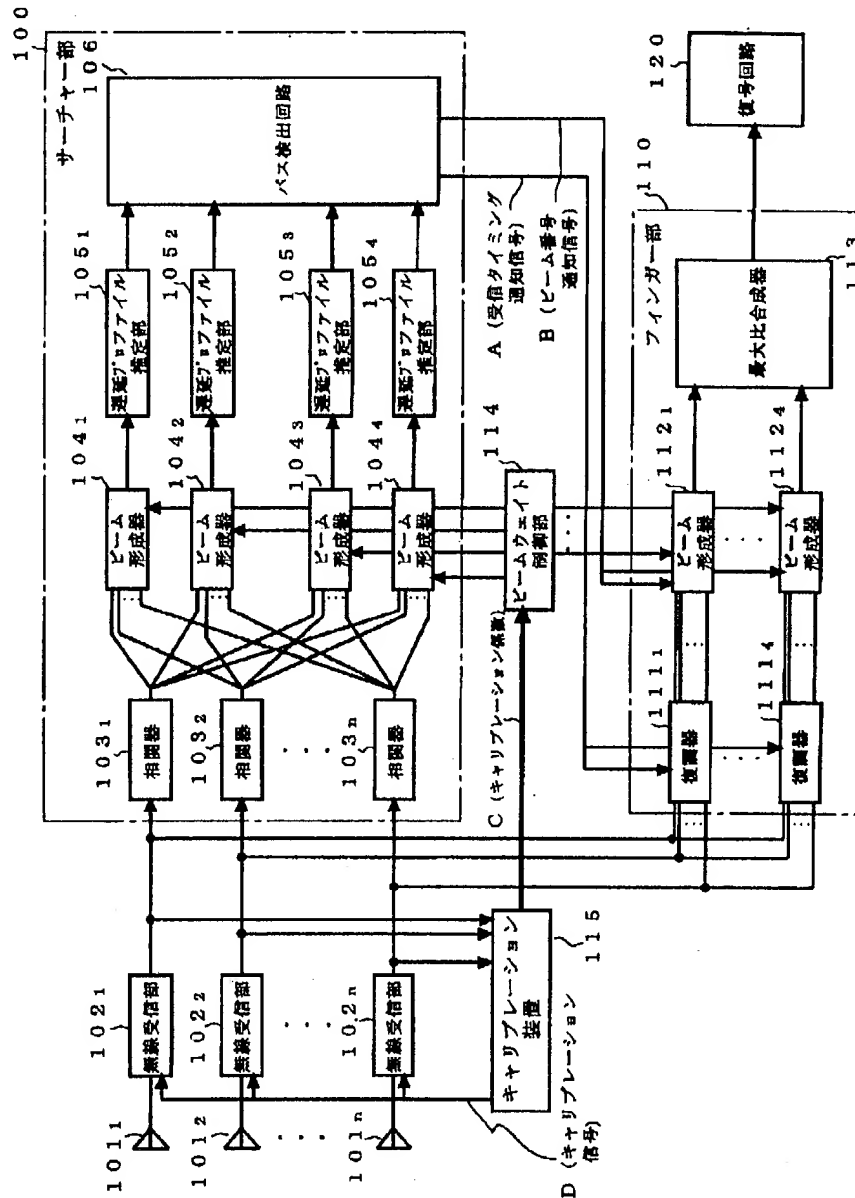 100
サーチャー部
106
パス検出回路
1051
遅延プロファイル
推定部
1052
遅延プロファイル
推定部
1053
遅延プロファイル
推定部
1054
遅延プロファイル
推定部
1041
ビーム
形成器
1042
ビーム
形成器
1043
ビーム
形成器
1044
ビーム
形成器
1031
相関器
1032
相関器
103n
相関器
1021
無線受信部
1022
無線受信部
102n
無線受信部
1011
1012
101n
キャリブレーション
装置
115
D (キャリブレーション
信号)
C (キャリブレーション係数)
ビームウェイト
制御部
114
A (受信タイミング
通知信号)
B (ビーム番号
通知信号)
フィンガー部
110
1111
復調器
1114
復調器
1121
ビーム
形成器
1124
ビーム
形成器
最大比合成器
113
復号回路
120